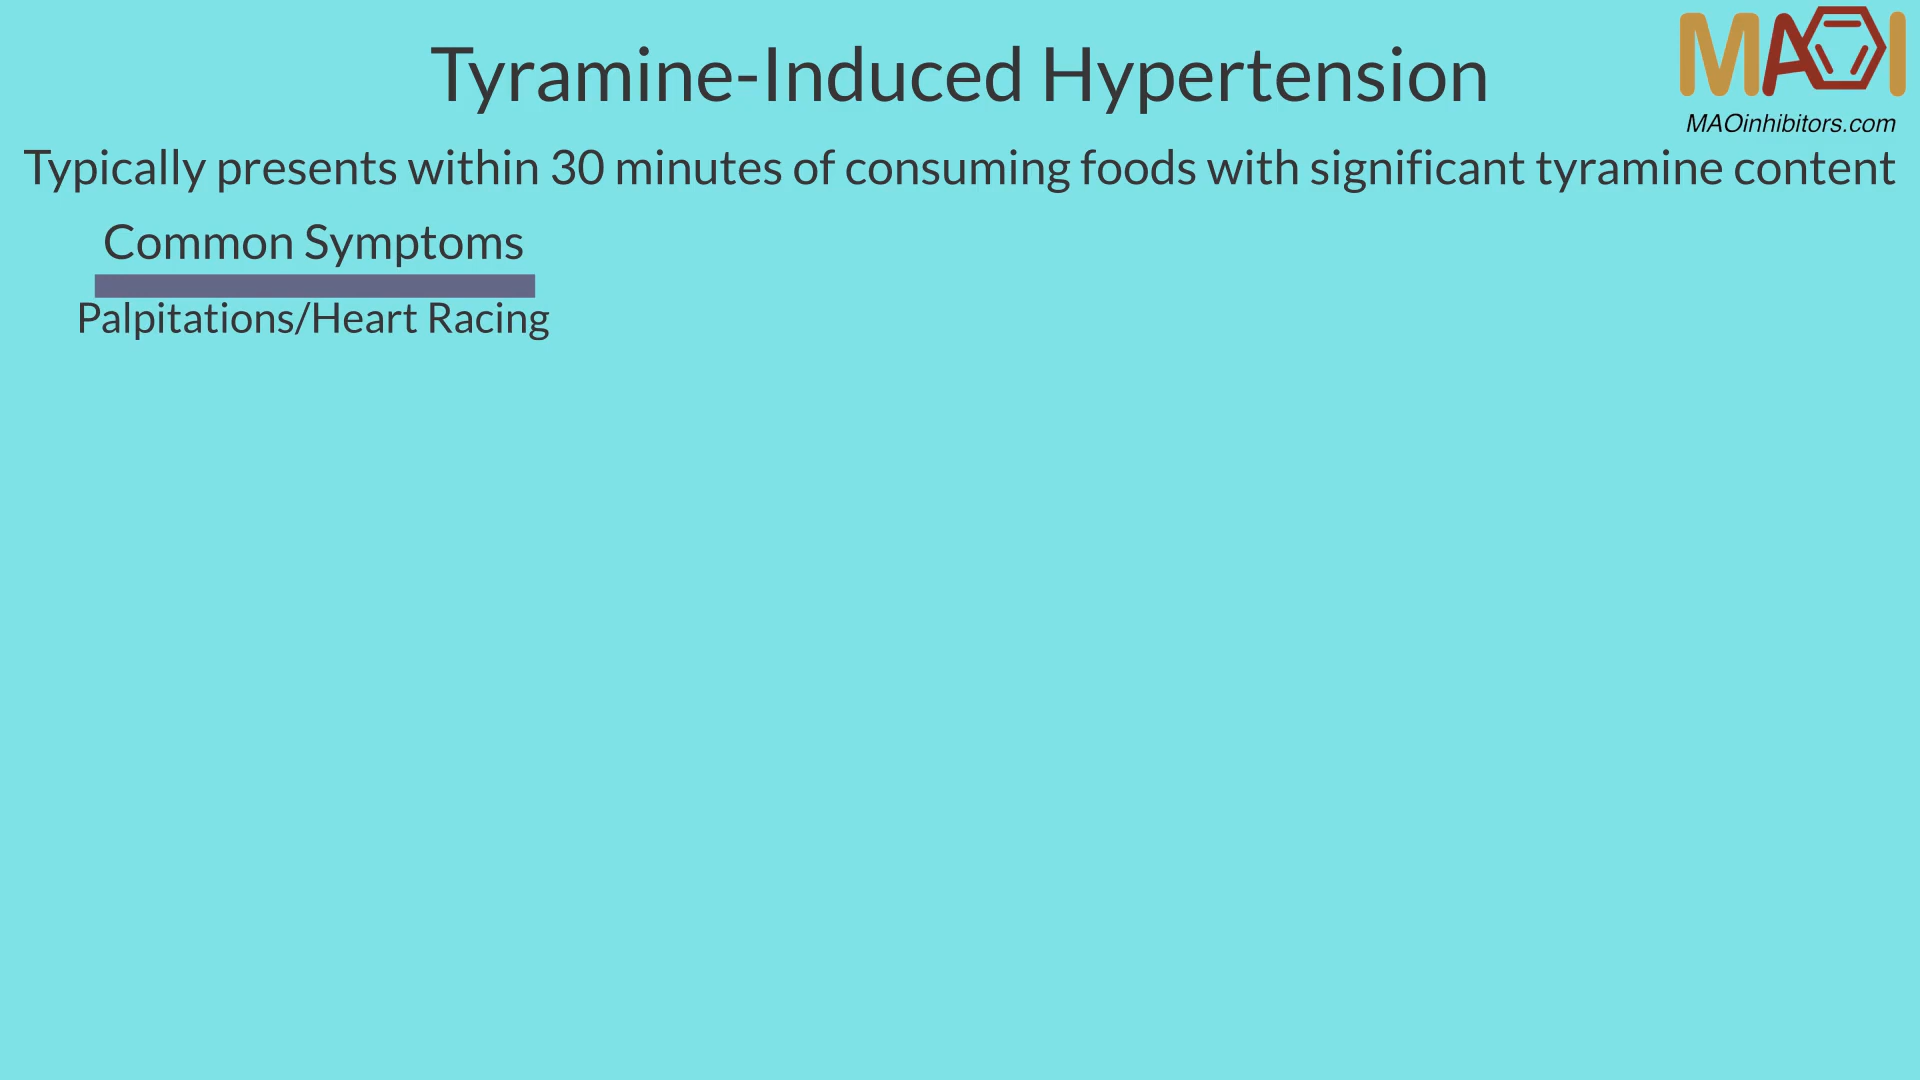 Tyramine-Induced Hypertension
MAOI
MAOinhibitors.com
Typically presents within 30 minutes of consuming foods with significant tyramine content
Common Symptoms
Palpitations/Heart Racing